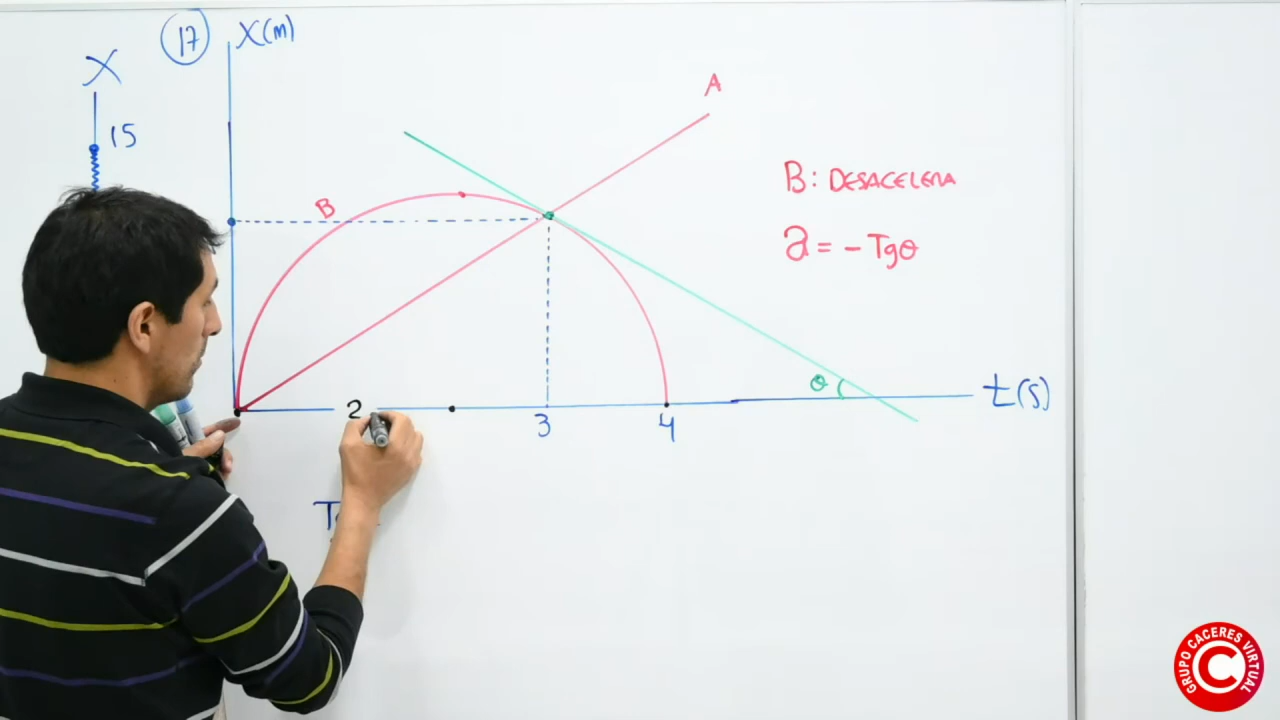 17
X(m)
X
15
A
B
B: DESACELERA
a = - Tgθ
θ
t(s)
2
3
4
GRUPO CACERES VIRTUAL
C